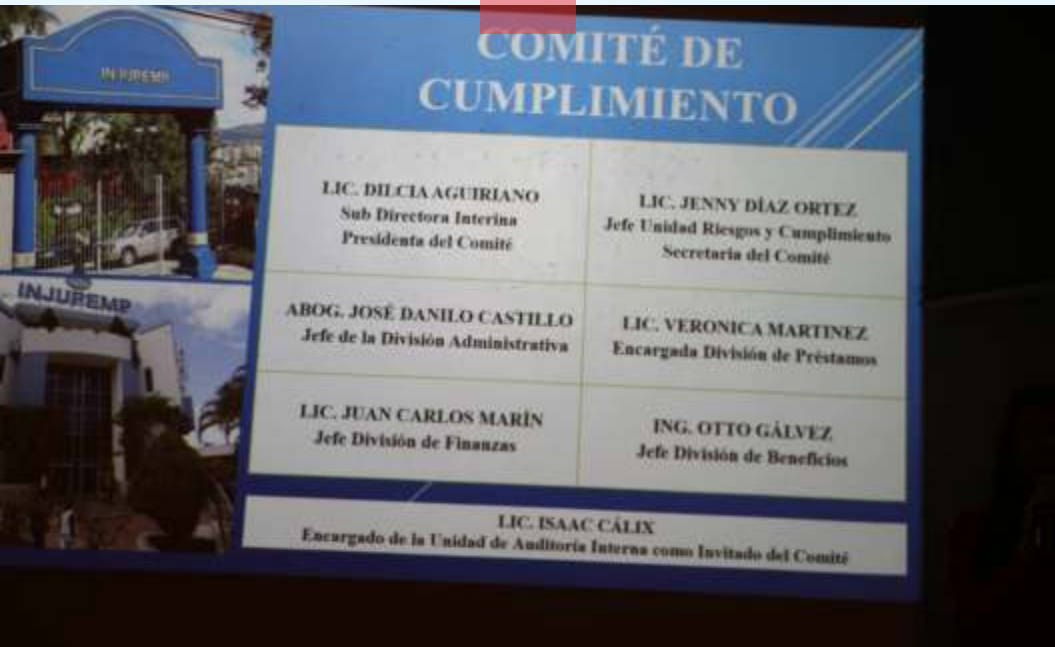 COMITÉ DE
CUMPLIMIENTO
INJUREMP
INJUREMP
LIC. DILCIA AGUIRIANO
Sub Directora Interina
Presidenta del Comité
LIC. JENNY DÍAZ ORTEZ
Jefe Unidad Riesgos y Cumplimiento
Secretaria del Comité
ABOG. JOSÉ DANILO CASTILLO
Jefe de la División Administrativa
LIC. VERONICA MARTINEZ
Encargada División de Préstamos
LIC. JUAN CARLOS MARÍN
Jefe División de Finanzas
ING. OTTO GÁLVEZ
Jefe División de Beneficios
LIC. ISAAC CÁLIX
Encargado de la Unidad de Auditoría Interna como Invitado del Comité